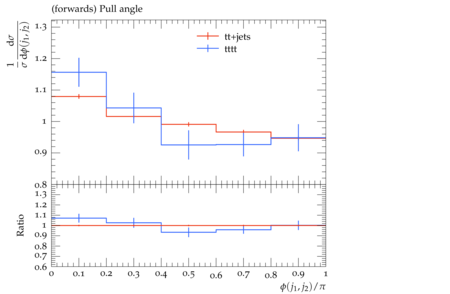 (forwards) Pull angle
1/σ dσ/dϕ(j₁, j₂)
tt+jets
tttt
1.3
1.2
1.1
1
0.9
0.8
Ratio
1.3
1.2
1.1
1
0.9
0.8
0.7
0.6
0 0.1 0.2 0.3 0.4 0.5 0.6 0.7 0.8 0.9 1
ϕ(j₁, j₂)/π